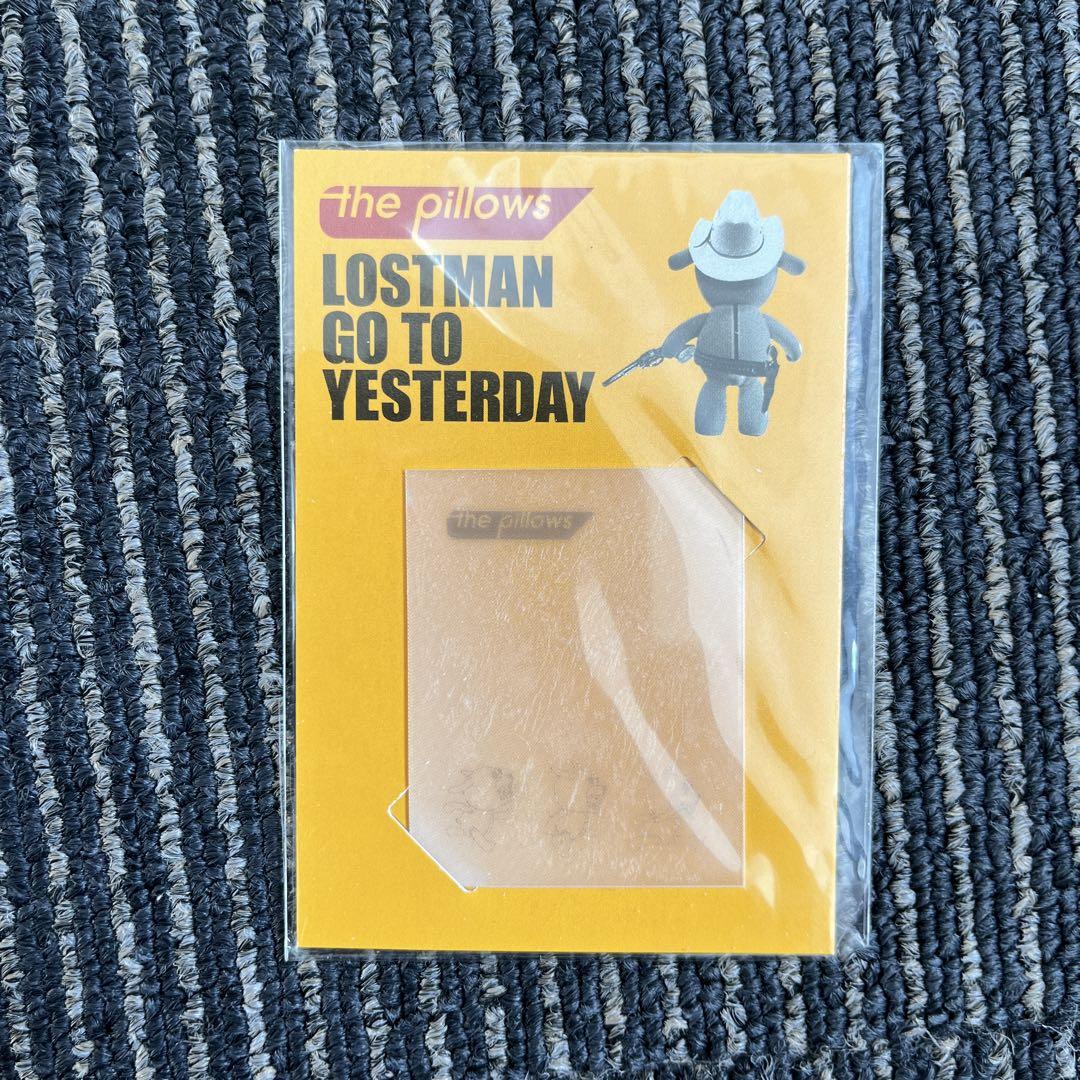 the pillows
LOSTMAN
GO TO
YESTERDAY
the pillows